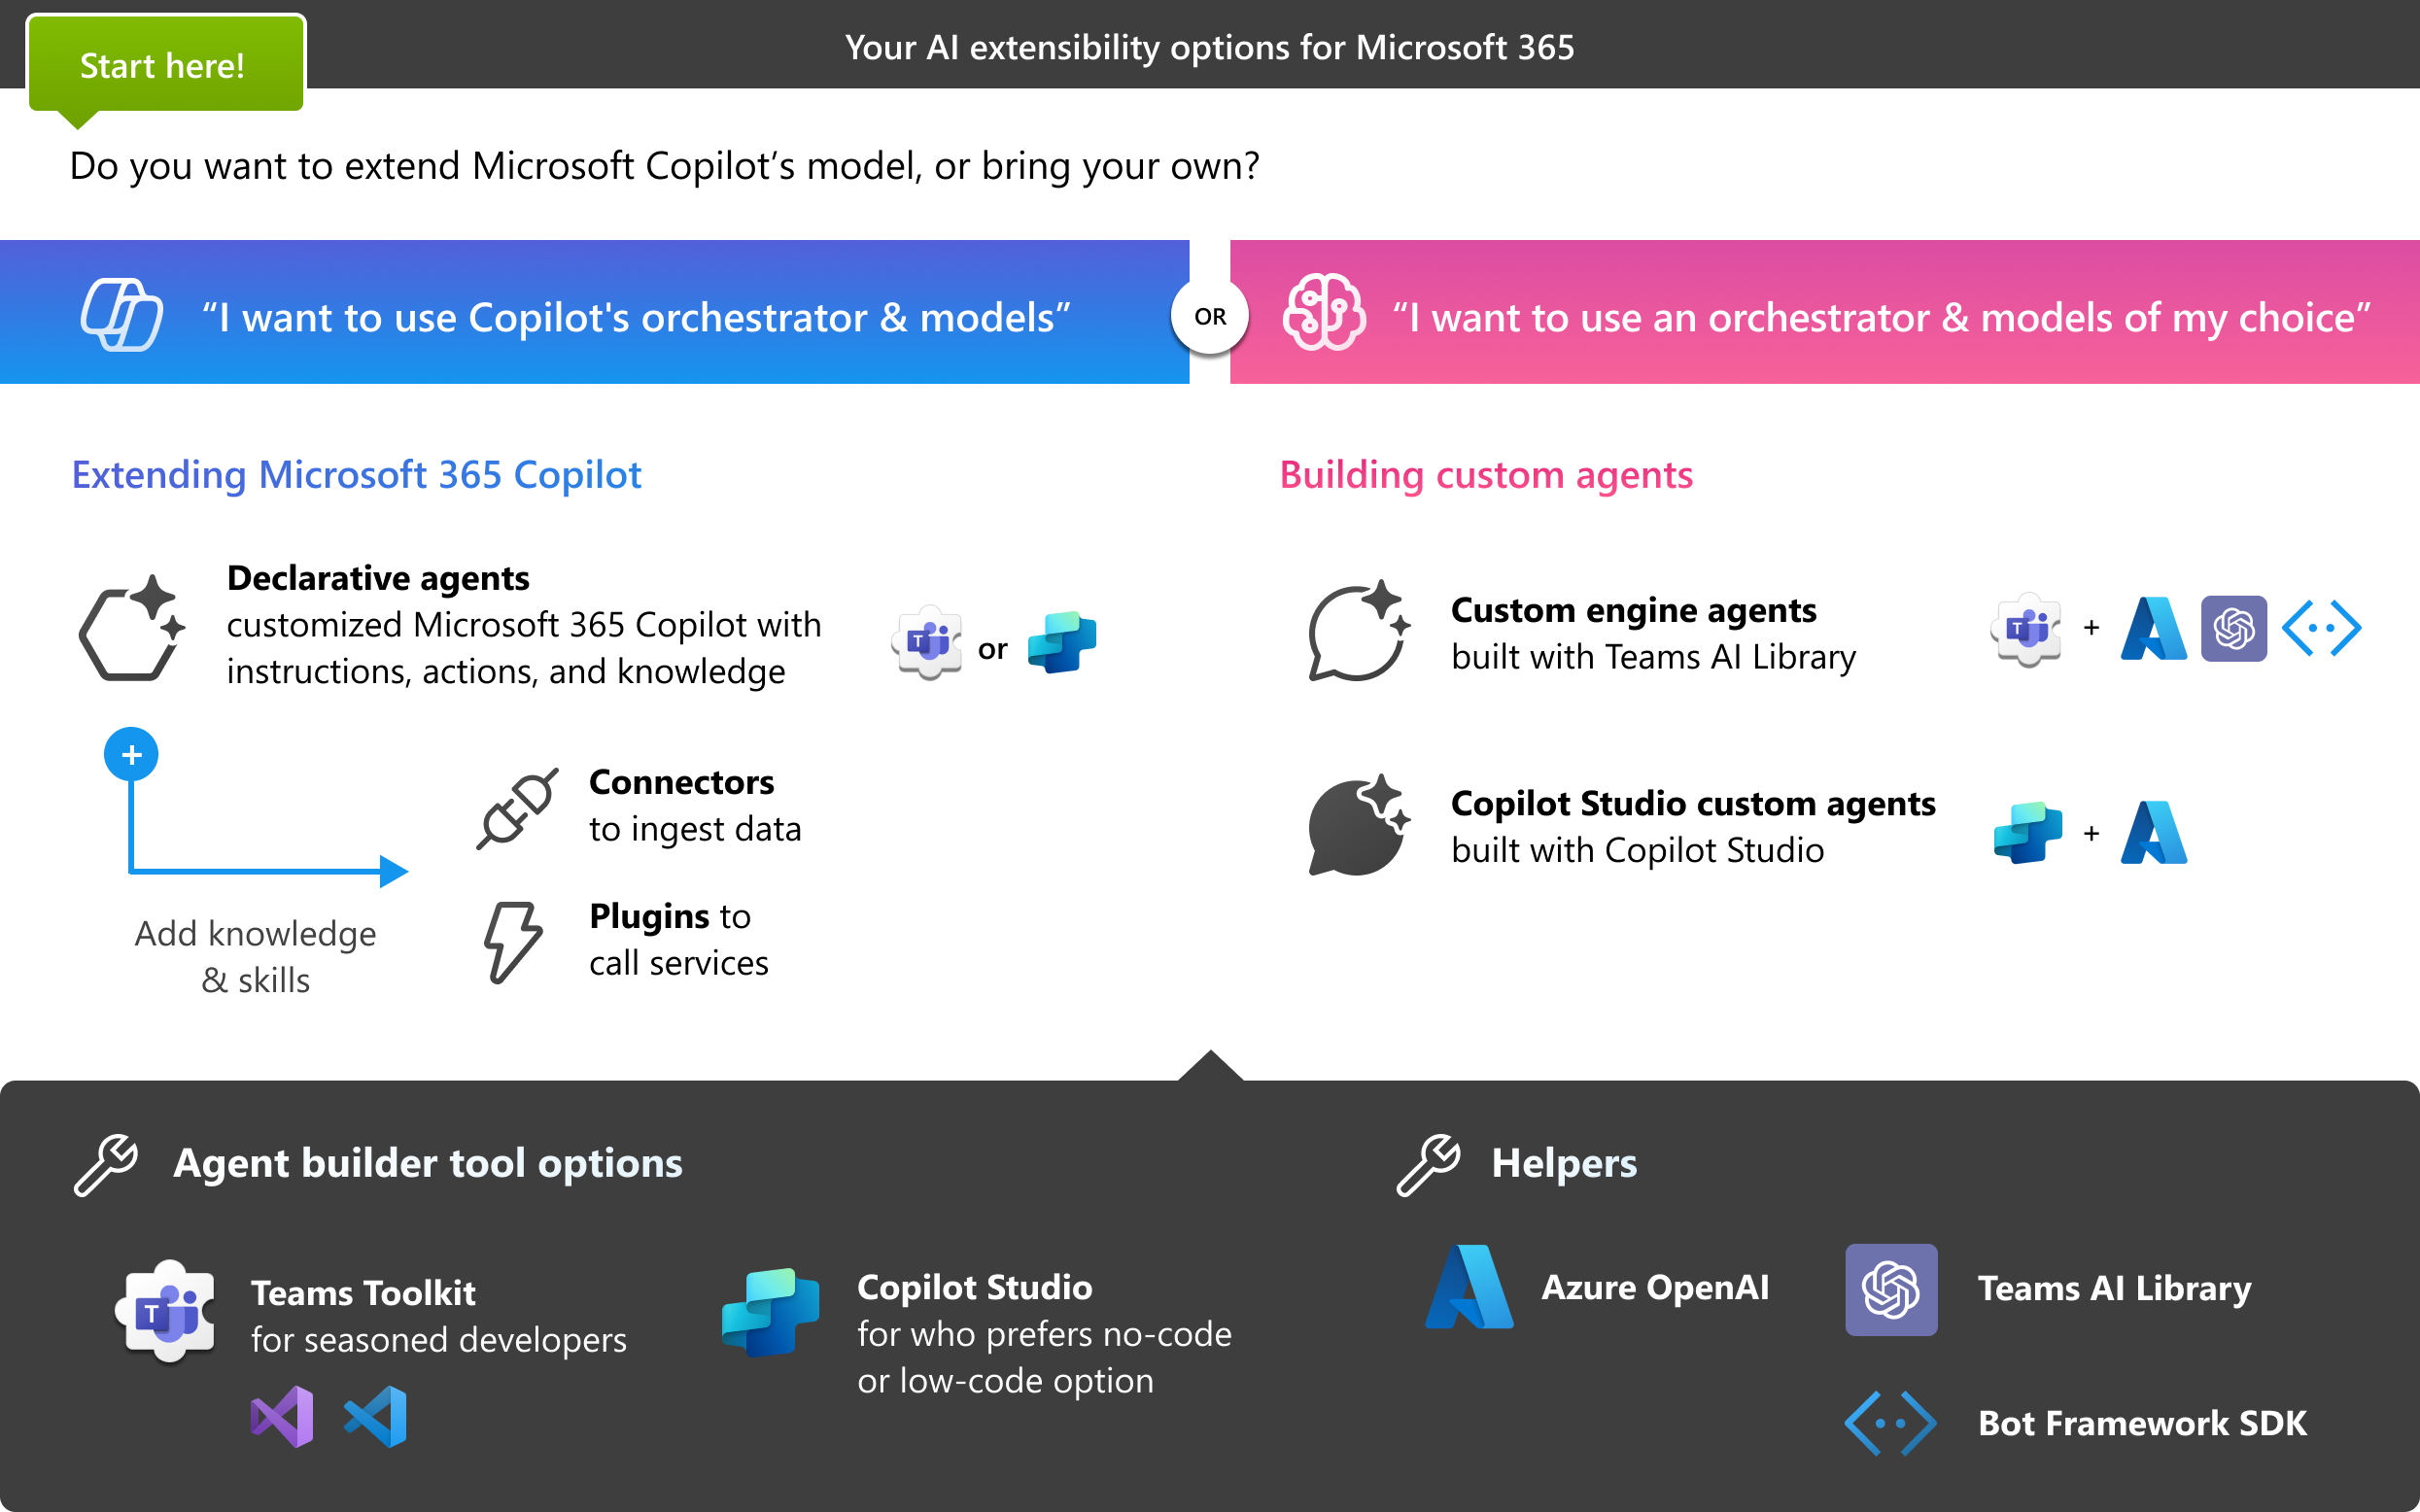 Start here!
Your AI extensibility options for Microsoft 365
Do you want to extend Microsoft Copilot’s model, or bring your own?
“I want to use Copilot's orchestrator & models”
OR
“I want to use an orchestrator & models of my choice”
Extending Microsoft 365 Copilot
Declarative agents
customized Microsoft 365 Copilot with
instructions, actions, and knowledge
T
or
+
Add knowledge
& skills
Connectors
to ingest data
Plugins to
call services
Building custom agents
Custom engine agents
built with Teams AI Library
T
+
Copilot Studio custom agents
built with Copilot Studio
+
Agent builder tool options
T
Teams Toolkit
for seasoned developers
Copilot Studio
for who prefers no-code
or low-code option
Helpers
Azure OpenAI
Teams AI Library
Bot Framework SDK